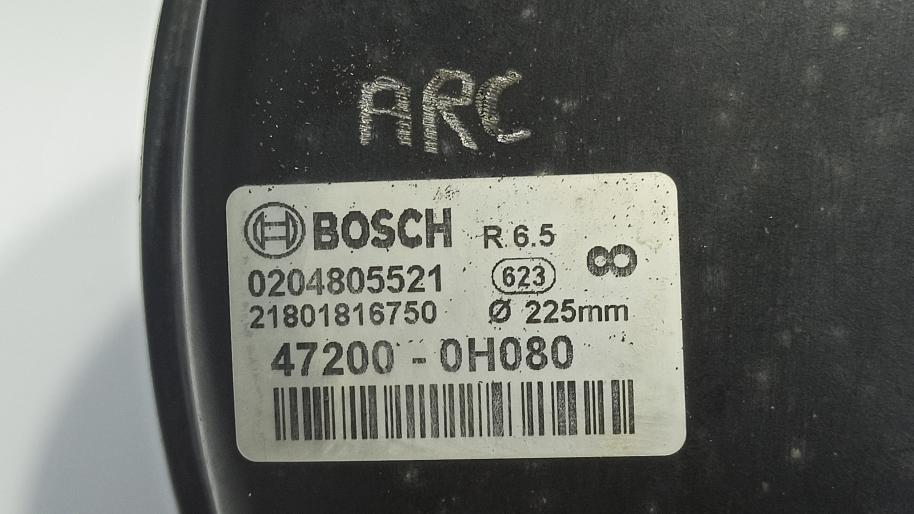 ARC
BOSCH R 6.5
8
0204805521 623
21801816750 Ø 225mm
47200 - 0H080